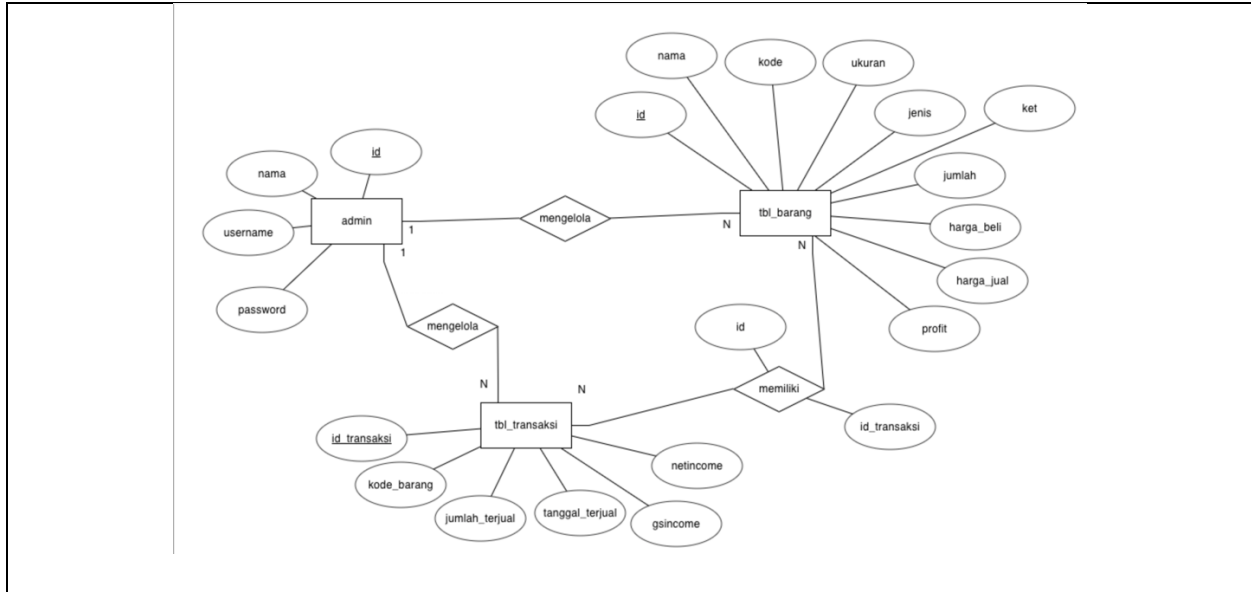 nama
kode
ukuran
id
jenis
ket
id
nama
jumlah
username
admin
1
mengelola
N
tbl_barang
harga_beli
1
N
harga_jual
password
mengelola
id
profit
N
N
memiliki
id_transaksi
tbl_transaksi
id_transaksi
kode_barang
netincome
jumlah_terjual
tanggal_terjual
gsincome